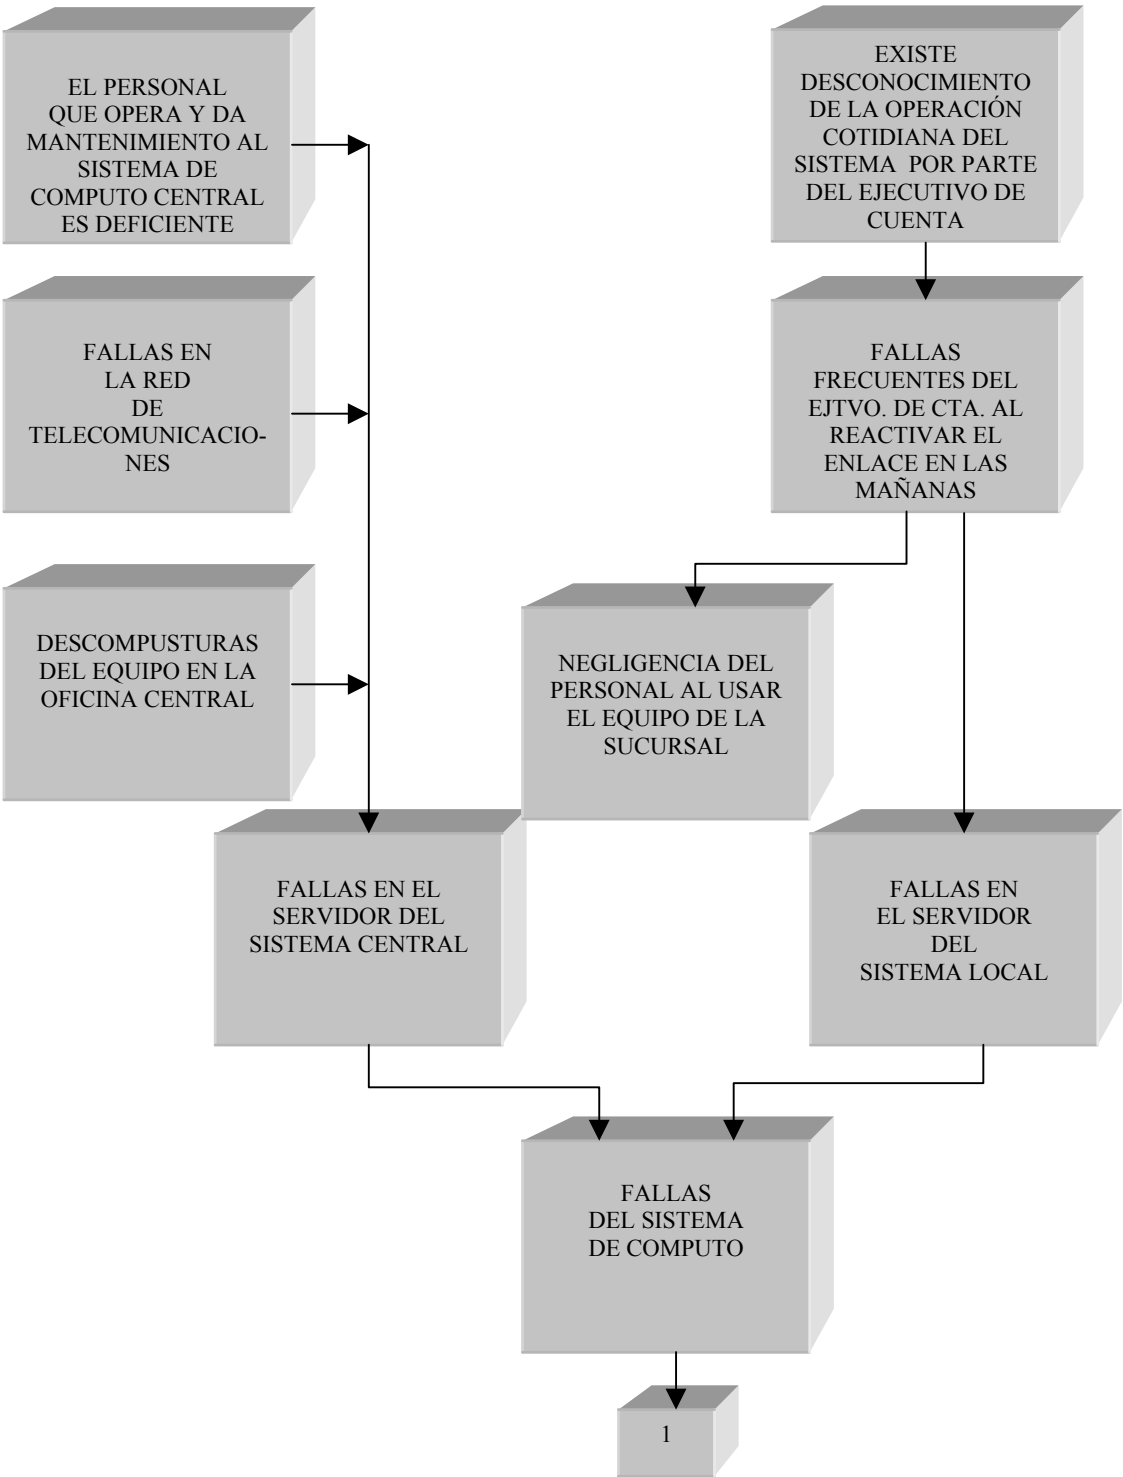 EL PERSONAL
QUE OPERA Y DA
MANTENIMIENTO AL
SISTEMA DE
COMPUTO CENTRAL
ES DEFICIENTE
EXISTE
DESCONOCIMIENTO
DE LA OPERACIÓN
COTIDIANA DEL
SISTEMA POR PARTE
DEL EJECUTIVO DE
CUENTA
FALLAS EN
LA RED
DE
TELECOMUNICACIO-
NES
FALLAS
FRECUENTES DEL
EJTVO. DE CTA. AL
REACTIVAR EL
ENLACE EN LAS
MAÑANAS
DESCOMPUSTURAS
DEL EQUIPO EN LA
OFICINA CENTRAL
NEGLIGENCIA DEL
PERSONAL AL USAR
EL EQUIPO DE LA
SUCURSAL
FALLAS EN EL
SERVIDOR DEL
SISTEMA CENTRAL
FALLAS EN
EL SERVIDOR
DEL
SISTEMA LOCAL
FALLAS
DEL SISTEMA
DE COMPUTO
1